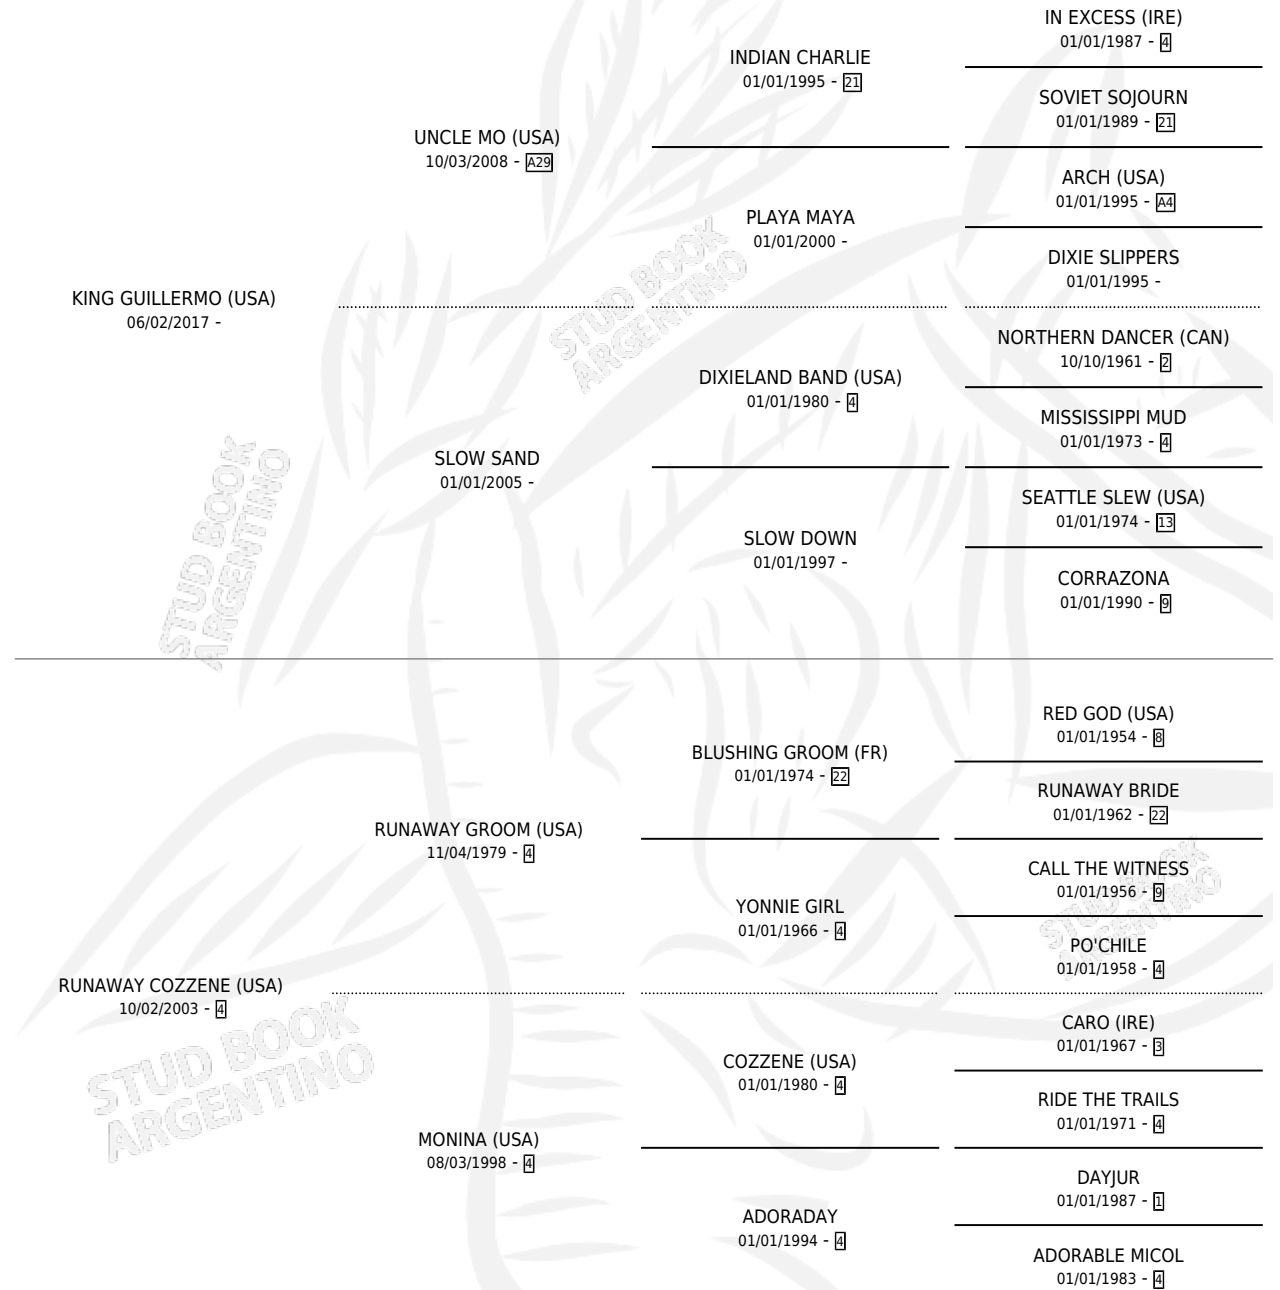 IN EXCESS (IRE)
01/01/1987 - 4
INDIAN CHARLIE
01/01/1995 - 21
SOVIET SOJOURN
01/01/1989 - 21
UNCLE MO (USA)
10/03/2008 - A29
ARCH (USA)
01/01/1995 - A4
PLAYA MAYA
01/01/2000 -
DIXIE SLIPPERS
01/01/1995 -
KING GUILLERMO (USA)
06/02/2017 -
NORTHERN DANCER (CAN)
10/10/1961 - 2
DIXIELAND BAND (USA)
01/01/1980 - 4
MISSISSIPPI MUD
01/01/1973 - 4
SLOW SAND
01/01/2005 -
SEATTLE SLEW (USA)
01/01/1974 - 13
SLOW DOWN
01/01/1997 -
CORRAZONA
01/01/1990 - 9
RED GOD (USA)
01/01/1954 - 8
BLUSHING GROOM (FR)
01/01/1974 - 22
RUNAWAY BRIDE
01/01/1962 - 22
RUNAWAY GROOM (USA)
11/04/1979 - 4
CALL THE WITNESS
01/01/1956 - 9
YONNIE GIRL
01/01/1966 - 4
PO'CHILE
01/01/1958 - 4
RUNAWAY COZZENE (USA)
10/02/2003 - 4
CARO (IRE)
01/01/1967 - 3
COZZENE (USA)
01/01/1980 - 4
RIDE THE TRAILS
01/01/1971 - 4
MONINA (USA)
08/03/1998 - 4
DAYJUR
01/01/1987 - 1
ADORADAY
01/01/1994 - 4
ADORABLE MICOL
01/01/1983 - 4
STUD BOOK
ARGENTINO
STUD BOOK
ARGENTINO
STUD BOOK
ARGENTINO
STUD BOOK
ARGENTINO